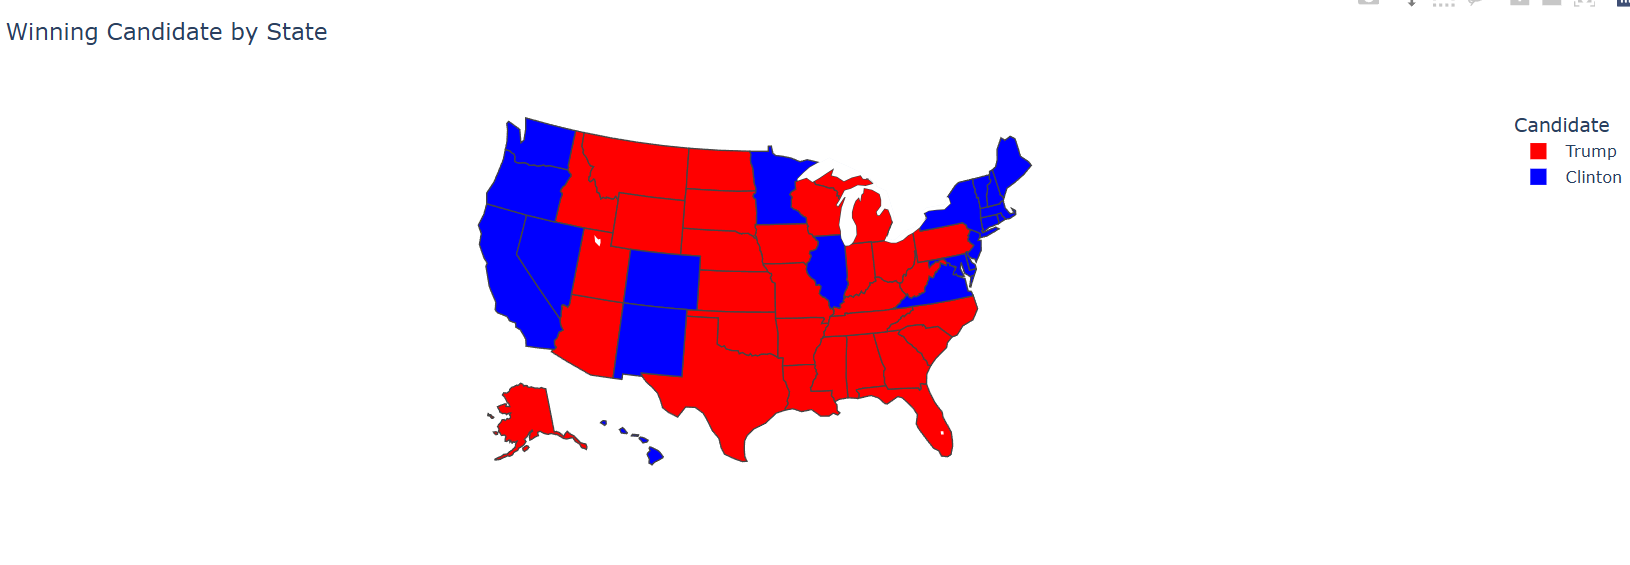 Winning Candidate by State
Candidate
Trump
Clinton